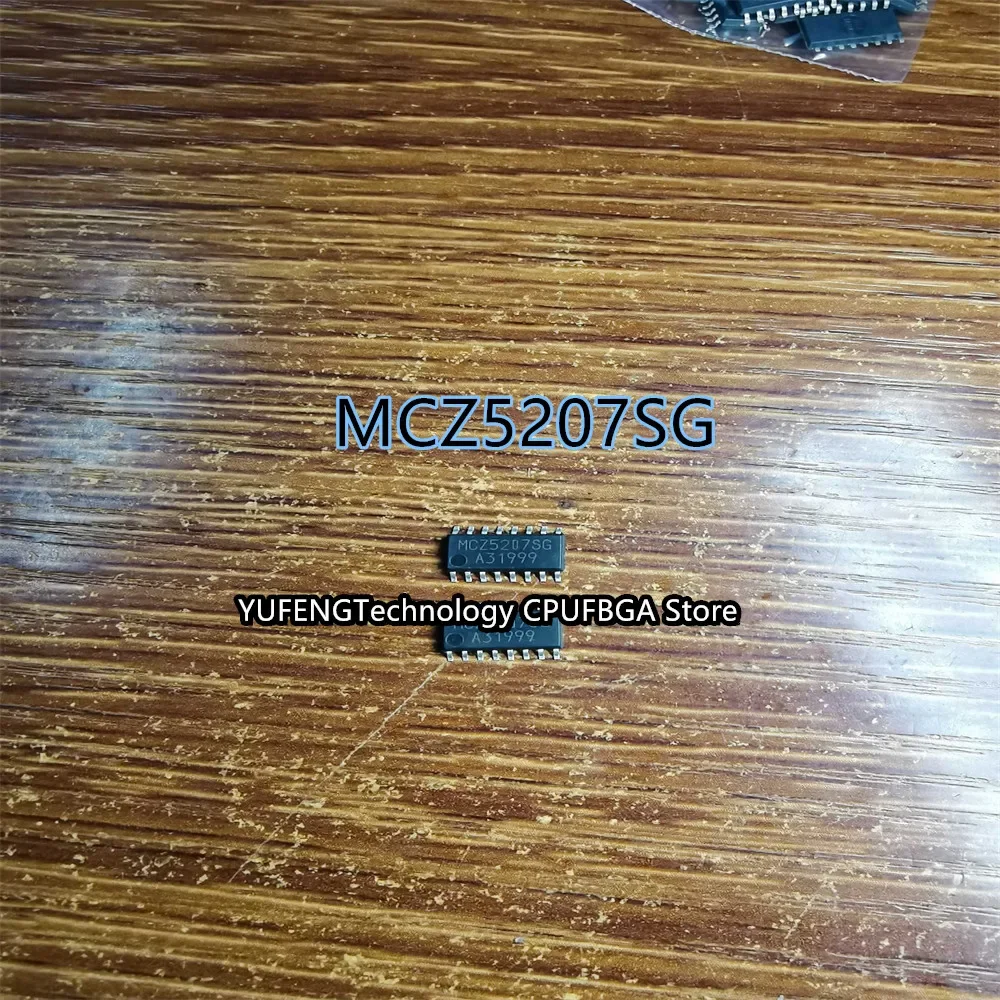 MCZ5207SG
MCZ5207SG
A31999
YUFENGTechnology CPUFBGA Store
A31999